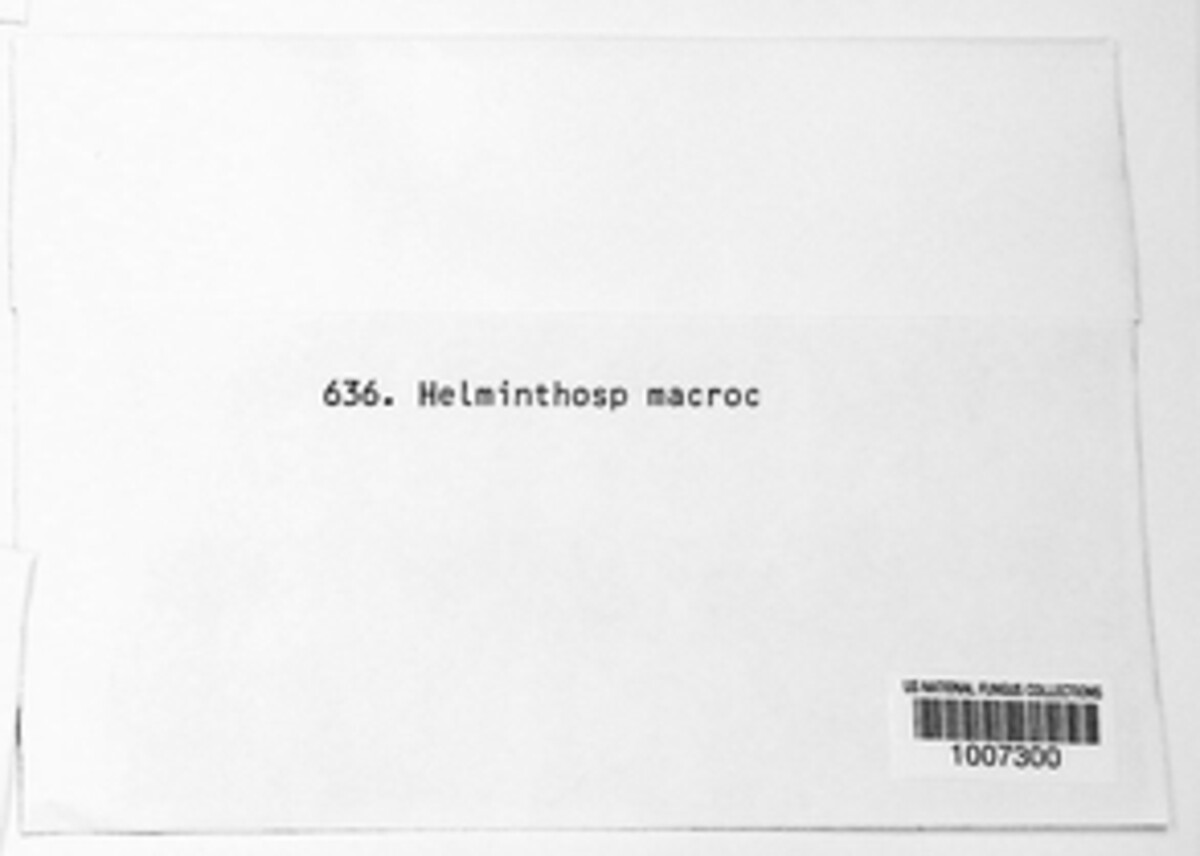 636. Helminthosp macroc
US NATIONAL FUNGUS COLLECTIONS
1007300